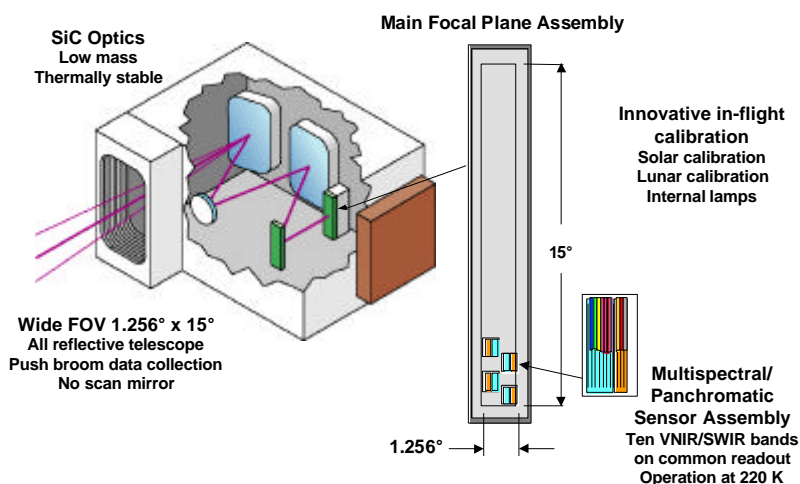 SiC Optics
Low mass
Thermally stable
Main Focal Plane Assembly
Innovative in-flight
calibration
Solar calibration
Lunar calibration
Internal lamps
15°
Wide FOV 1.256° x 15°
All reflective telescope
Push broom data collection
No scan mirror
1.256°
Multispectral/
Panchromatic
Sensor Assembly
Ten VNIR/SWIR bands
on common readout
Operation at 220 K